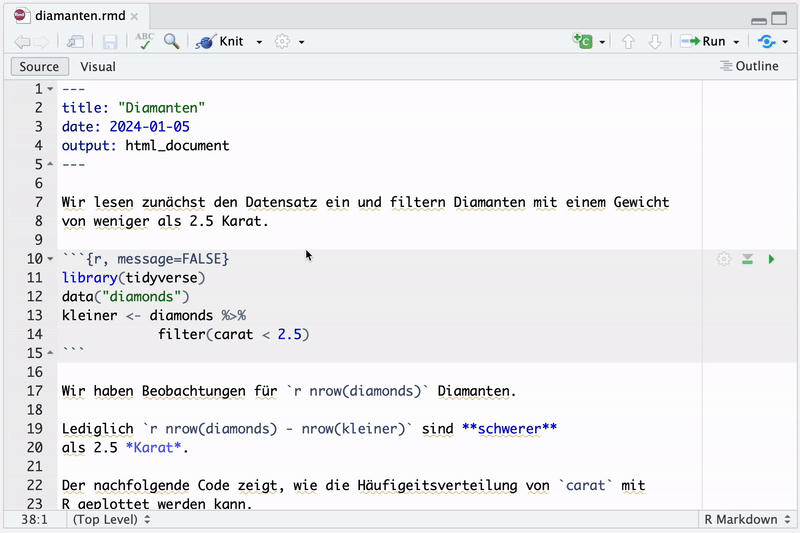 diamanten.rmd
ABC
Knit
Run
Source Visual Outline
1 ---
2 title: "Diamanten"
3 date: 2024-01-05
4 output: html_document
5 ---
6
7 Wir lesen zunächst den Datensatz ein und filtern Diamanten mit einem Gewicht
8 von weniger als 2.5 Karat.
9
10 ```{r, message=FALSE}
11 library(tidyverse)
12 data("diamonds")
13 kleiner <- diamonds %>%
14 filter(carat < 2.5)
15 ```
16
17 Wir haben Beobachtungen für `r nrow(diamonds)` Diamanten.
18
19 Lediglich `r nrow(diamonds) - nrow(kleiner)` sind **schwerer**
20 als 2.5 *Karat*.
21
22 Der nachfolgende Code zeigt, wie die Häufigeitsverteilung von `carat` mit
23 R geplottet werden kann.
38:1 (Top Level) R Markdown